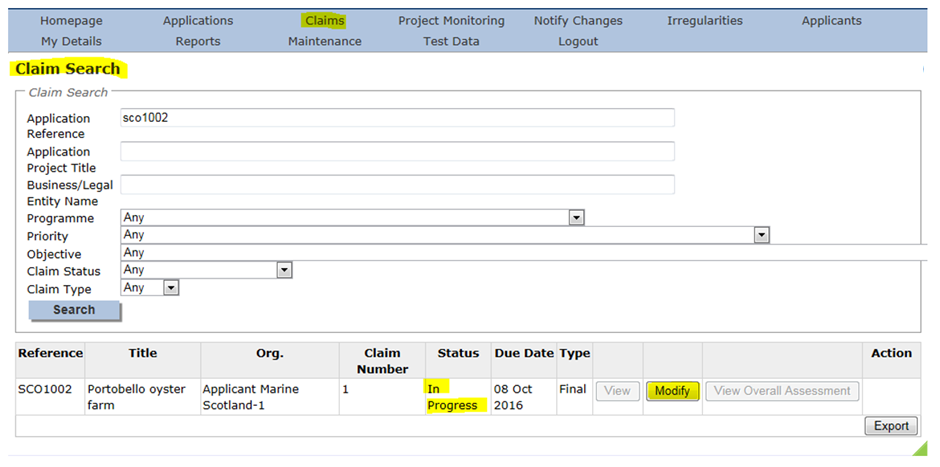 Homepage Applications Claims Project Monitoring Notify Changes Irregularities Applicants
My Details Reports Maintenance Test Data Logout
Claim Search
Claim Search
Application Reference sco1002
Application Project Title
Business/Legal Entity Name
Programme Any
Priority Any
Objective Any
Claim Status Any
Claim Type Any
Search
Reference Title Org. Claim Number Status Due Date Type Action
SCO1002 Portobello oyster farm Applicant Marine Scotland-1 1 In Progress 08 Oct 2016 Final View Modify View Overall Assessment
Export